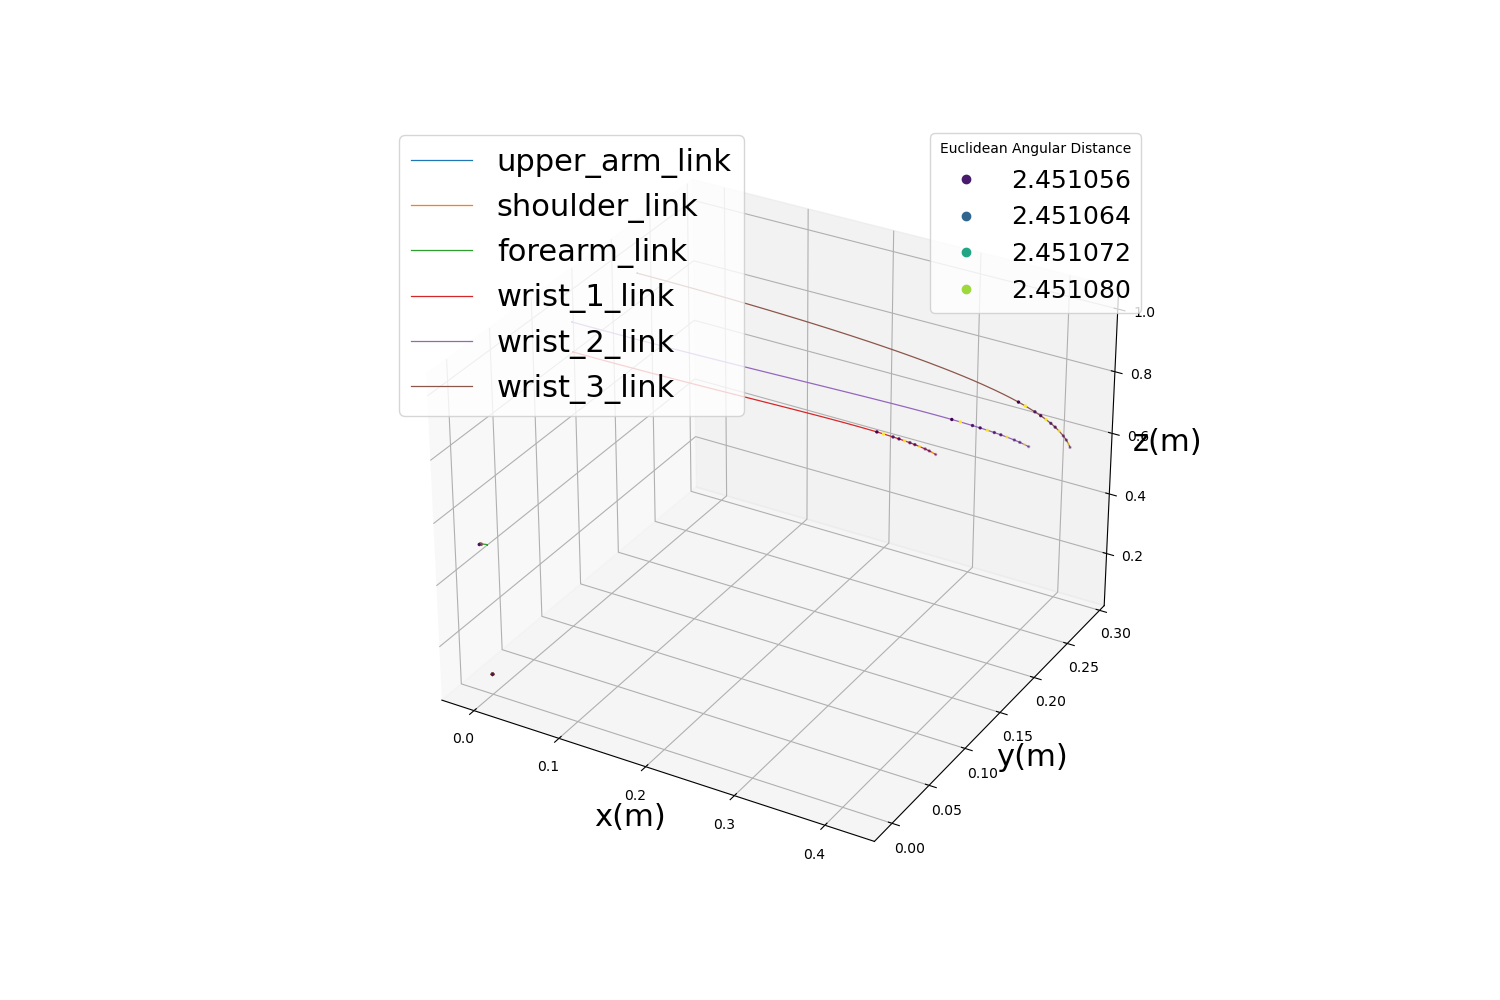 upper_arm_link
shoulder_link
forearm_link
wrist_1_link
wrist_2_link
wrist_3_link
Euclidean Angular Distance
2.451056
2.451064
2.451072
2.451080
1.0
0.8
0.6
z(m)
0.4
0.2
0.30
0.25
0.20
0.15
y(m)
0.10
0.05
0.00
0.0
0.1
0.2
x(m)
0.3
0.4